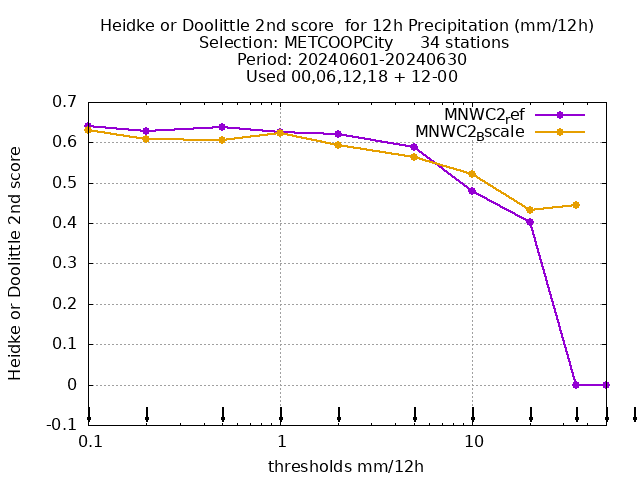 Heidke or Doolittle 2nd score  for 12h Precipitation (mm/12h)
Selection: METCOOPCity     34 stations
Period: 20240601-20240630
Used 00,06,12,18 + 12-00
MNWC2ref
MNWC2Bscale
0.7
0.6
0.5
0.4
0.3
0.2
0.1
0
-0.1
Heidke or Doolittle 2nd score
0.1 1 10
thresholds mm/12h